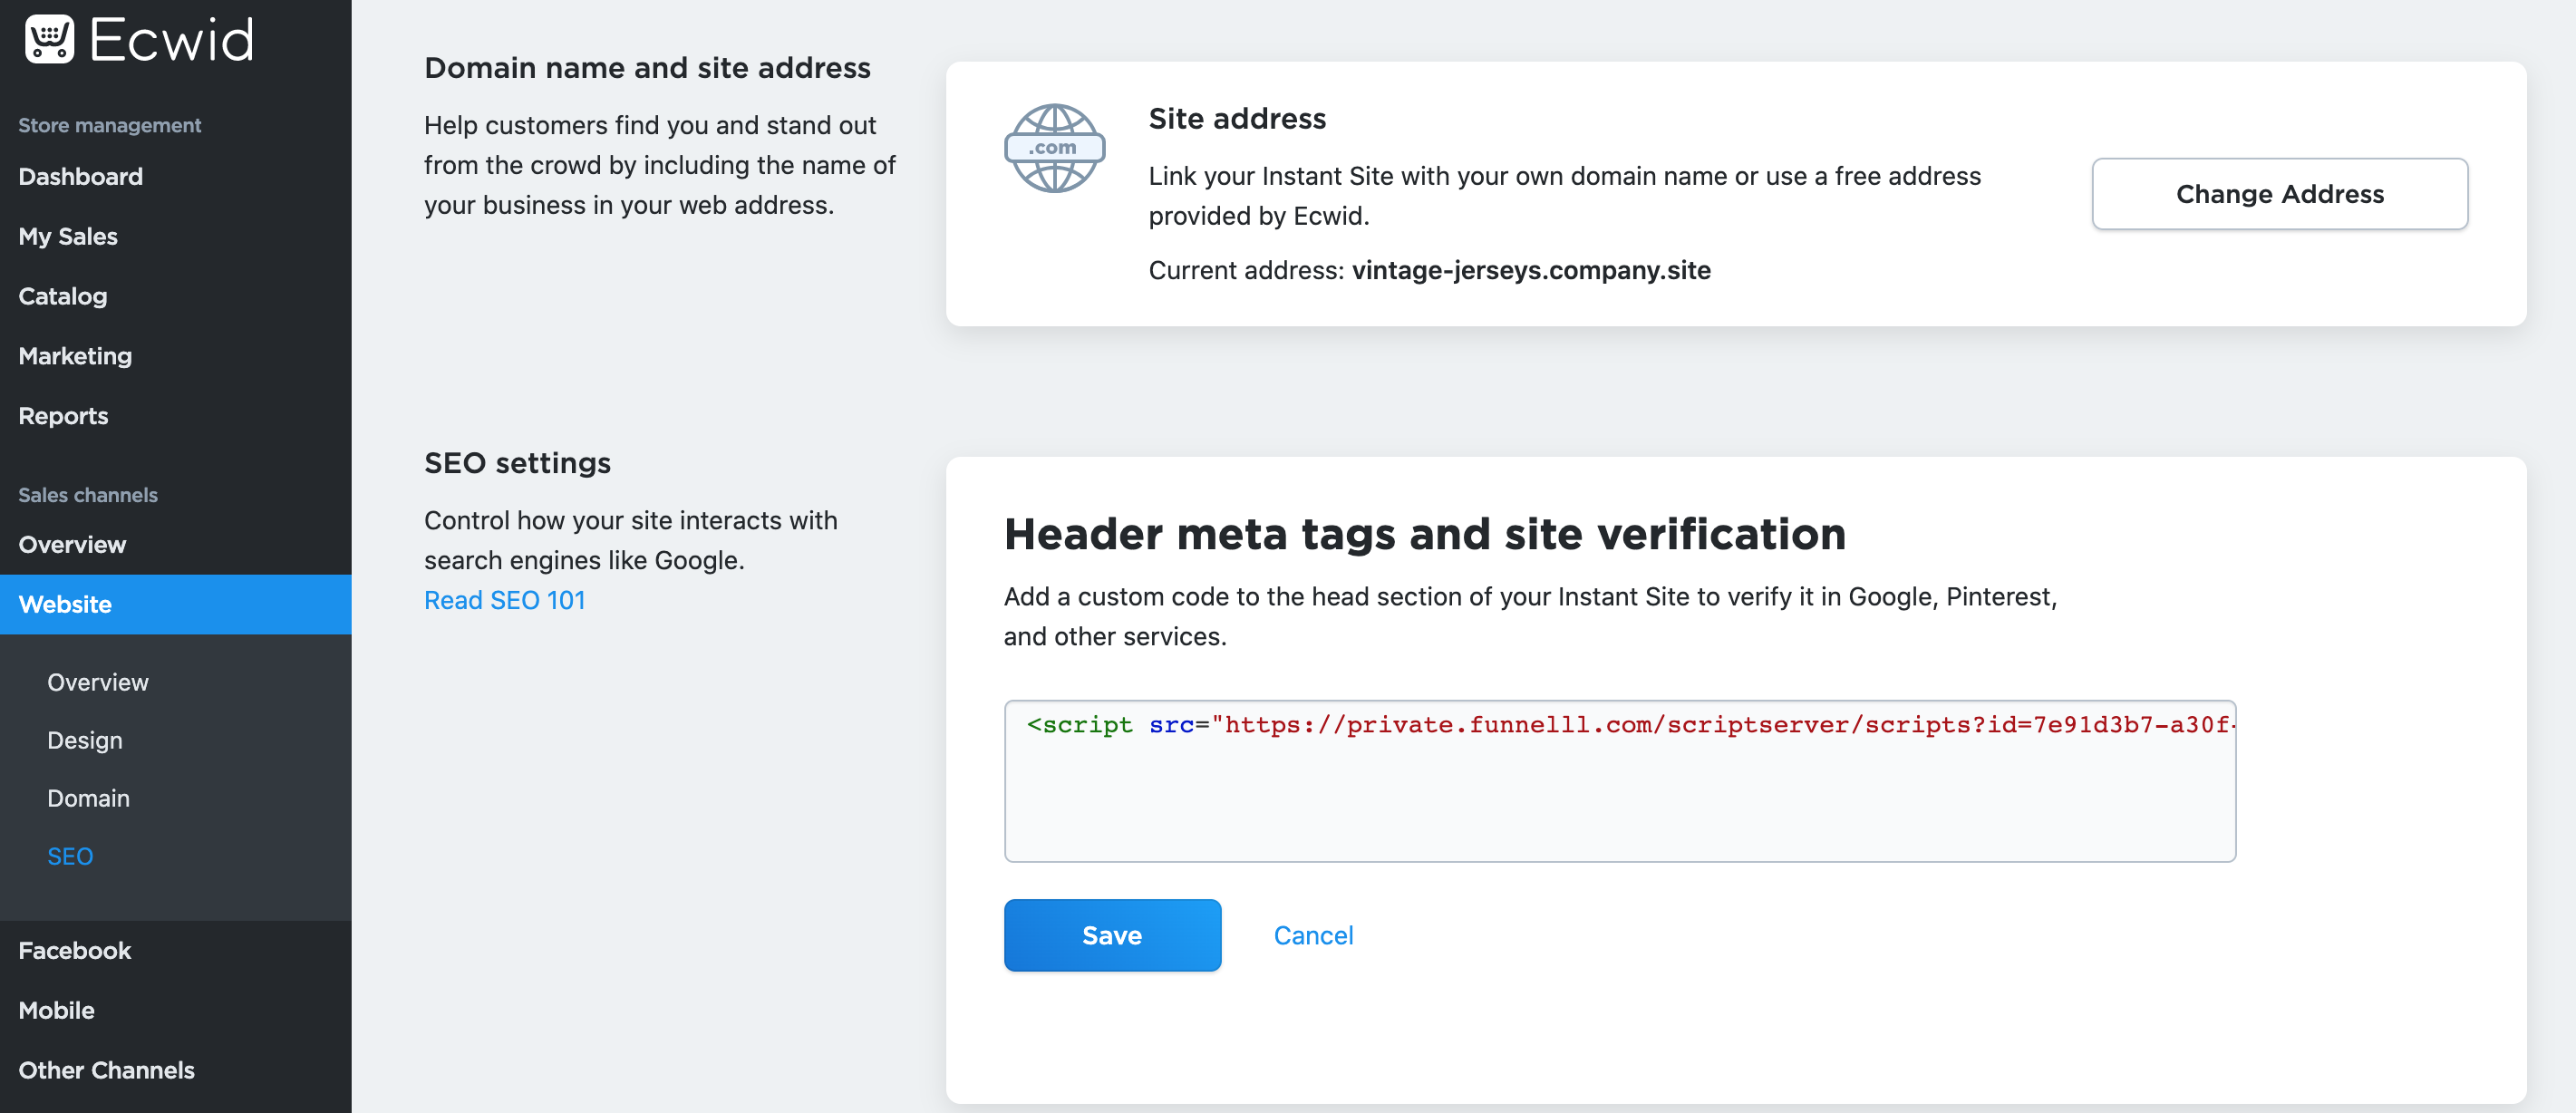 Ecwid
Store management
Dashboard
My Sales
Catalog
Marketing
Reports
Sales channels
Overview
Website
Overview
Design
Domain
SEO
Facebook
Mobile
Other Channels
Domain name and site address
Help customers find you and stand out
from the crowd by including the name of
your business in your web address.
.com
Site address
Link your Instant Site with your own domain name or use a free address
provided by Ecwid.
Current address: vintage-jerseys.company.site
Change Address
SEO settings
Control how your site interacts with
search engines like Google.
Read SEO 101
Header meta tags and site verification
Add a custom code to the head section of your Instant Site to verify it in Google, Pinterest,
and other services.
<script src="https://private.funnelll.com/scriptserver/scripts?id=7e91d3b7-a30f-
Save
Cancel